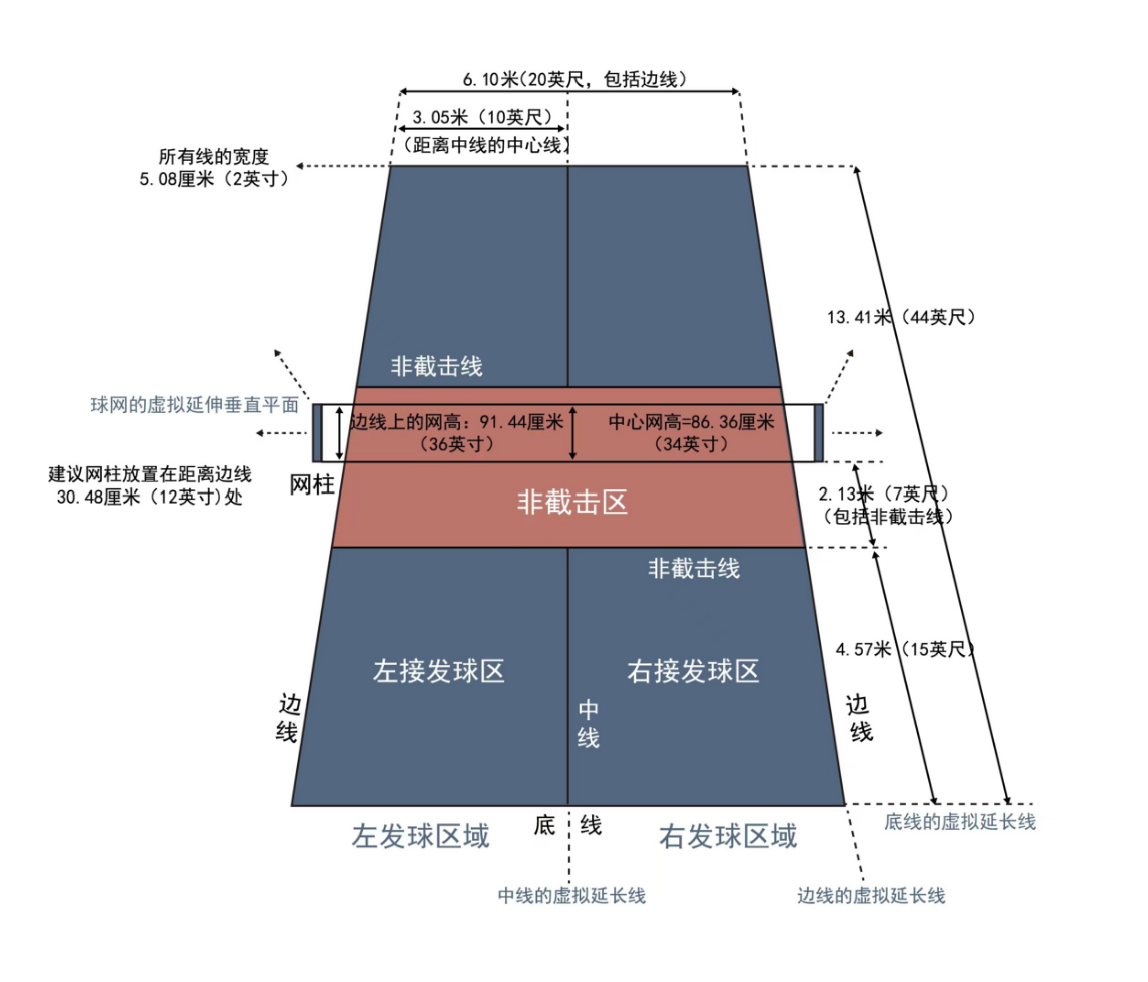 6.10米(20英尺，包括边线)
3.05米（10英尺）
（距离中线的中心线）
所有线的宽度
5.08厘米（2英寸）
13.41米（44英尺）
非截击线
球网的虚拟延伸垂直平面
边线上的网高：91.44厘米
（36英寸）
中心网高=86.36厘米
（34英寸）
建议网柱放置在距离边线
30.48厘米（12英寸)处
网柱
非截击区
2.13米（7英尺）
（包括非截击线）
非截击线
4.57米（15英尺）
左接发球区
右接发球区
边线
中线
边线
底线
左发球区域
右发球区域
底线的虚拟延长线
中线的虚拟延长线
边线的虚拟延长线